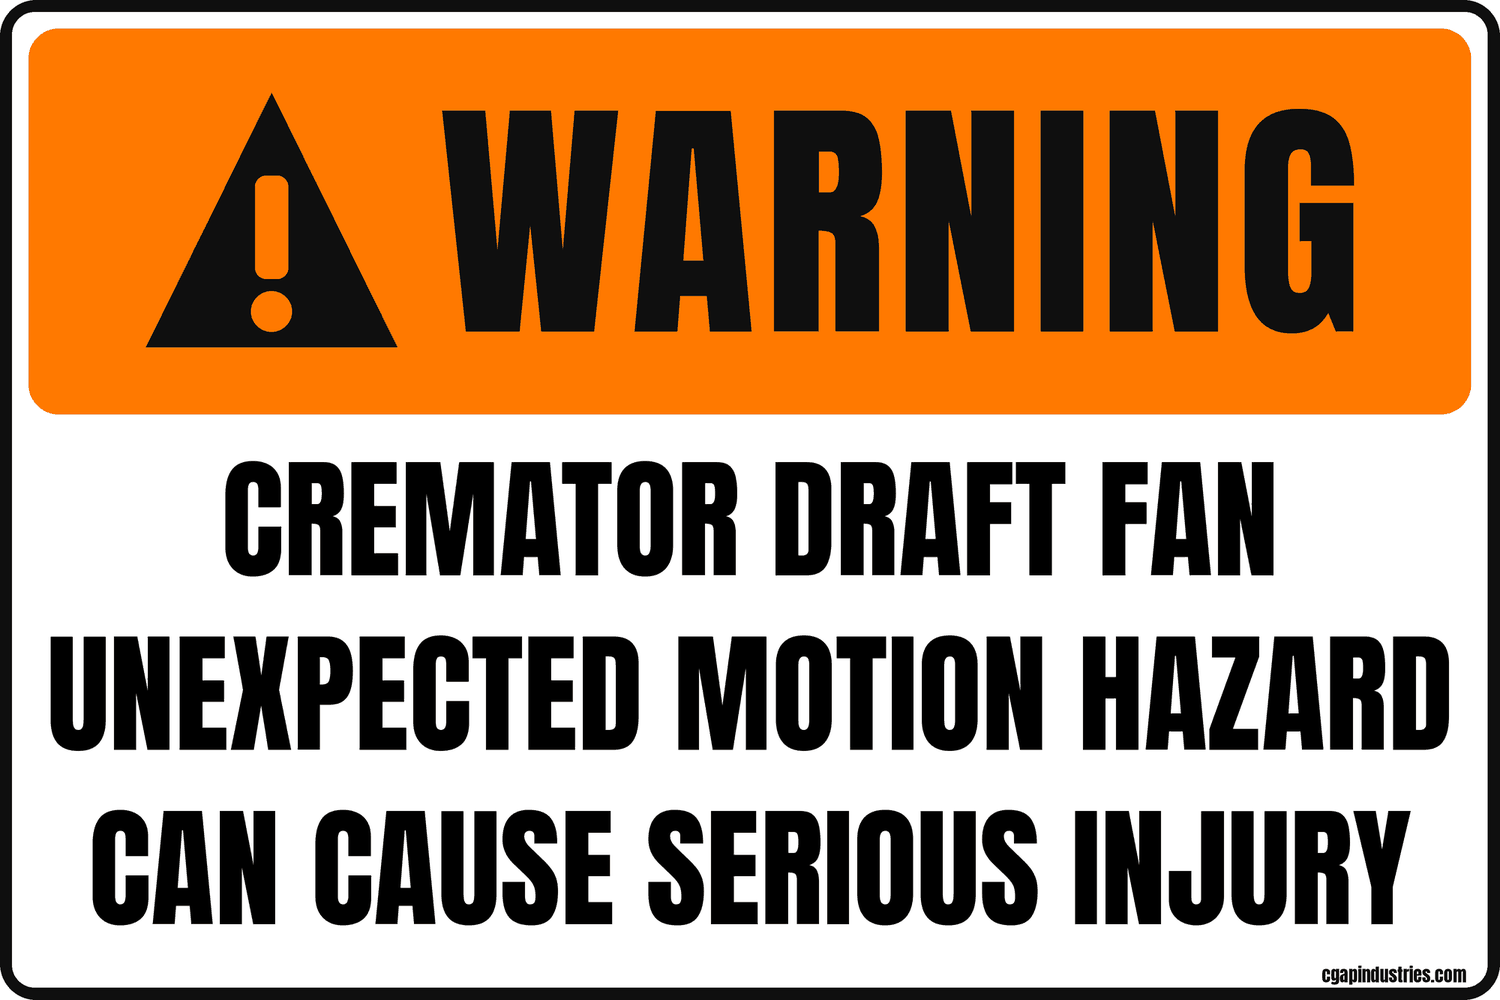 WARNING
CREMATOR DRAFT FAN
UNEXPECTED MOTION HAZARD
CAN CAUSE SERIOUS INJURY
cgapindustries.com